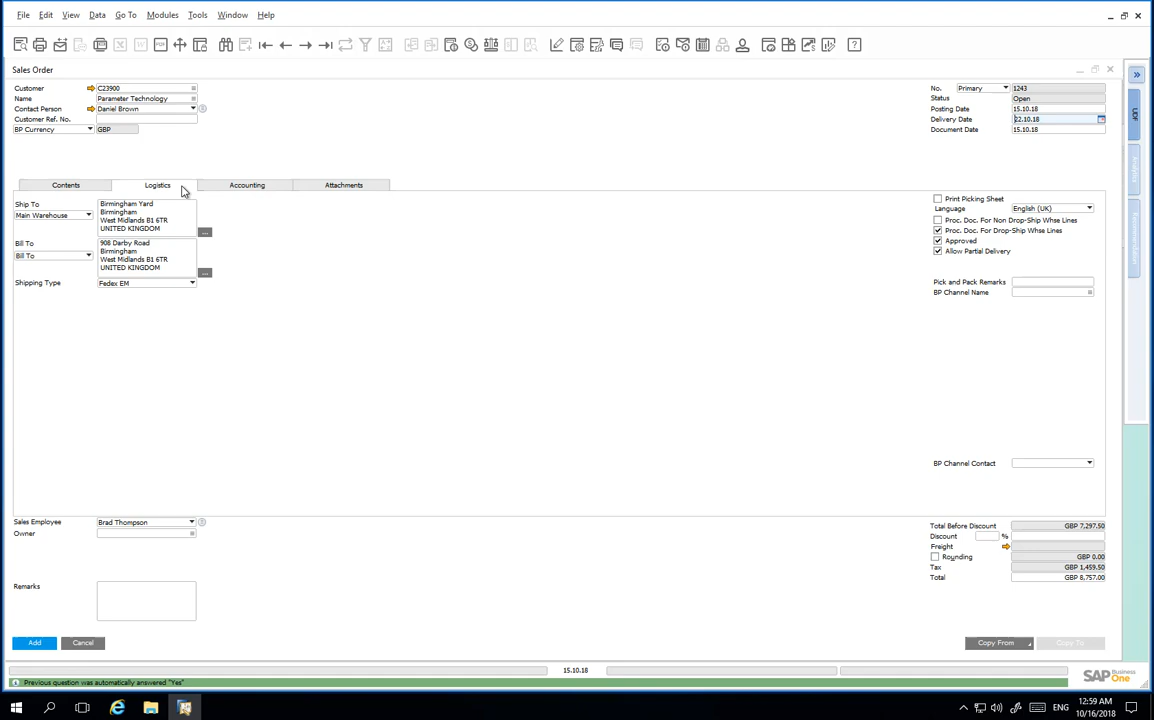 File Edit View Data Go To Modules Tools Window Help
Sales Order
Customer C23900
Name Parameter Technology
Contact Person Daniel Brown
Customer Ref. No.
BP Currency GBP
No. Primary 1243
Status Open
Posting Date 15.10.18
Delivery Date 22.10.18
Document Date 15.10.18
Contents Logistics Accounting Attachments
Ship To
Main Warehouse
Birmingham Yard
Birmingham
West Midlands B1 6TR
UNITED KINGDOM
...
Bill To
Bill To
908 Darby Road
Birmingham
West Midlands B1 6TR
UNITED KINGDOM
...
Shipping Type Fedex EM
Print Picking Sheet
Language English (UK)
Proc. Doc. For Non Drop-Ship Whse Lines
Proc. Doc. For Drop-Ship Whse Lines
Approved
Allow Partial Delivery
Pick and Pack Remarks
BP Channel Name
BP Channel Contact
UDF
Analytics
Sales Employee Brad Thompson
Owner
Remarks
Total Before Discount GBP 7,297.50
Discount %
Freight
Rounding GBP 0.00
Tax GBP 1,459.50
Total GBP 8,757.00
Add Cancel
Copy From Copy To
15.10.18
Previous question was automatically answered "Yes"
SAP Business One
ENG
12:59 AM
10/16/2018